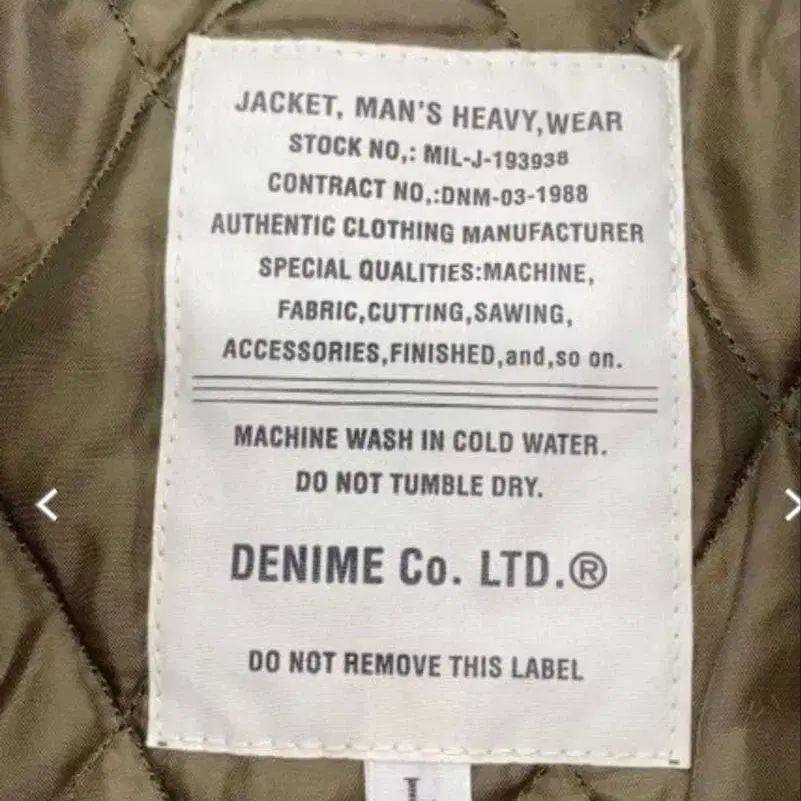 JACKET, MAN'S HEAVY,WEAR
STOCK NO,: MIL-J-193938
CONTRACT NO,:DNM-03-1988
AUTHENTIC CLOTHING MANUFACTURER
SPECIAL QUALITIES:MACHINE,
FABRIC,CUTTING,SAWING,
ACCESSORIES,FINISHED,and,so on.
MACHINE WASH IN COLD WATER.
DO NOT TUMBLE DRY.
DENIME Co. LTD.®
DO NOT REMOVE THIS LABEL
L